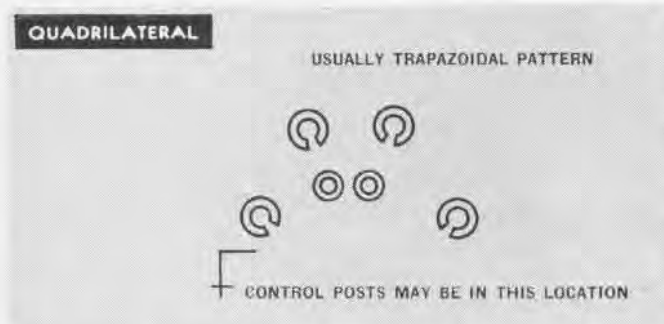 QUADRILATERAL
USUALLY TRAPAZOIDAL PATTERN
CONTROL POSTS MAY BE IN THIS LOCATION